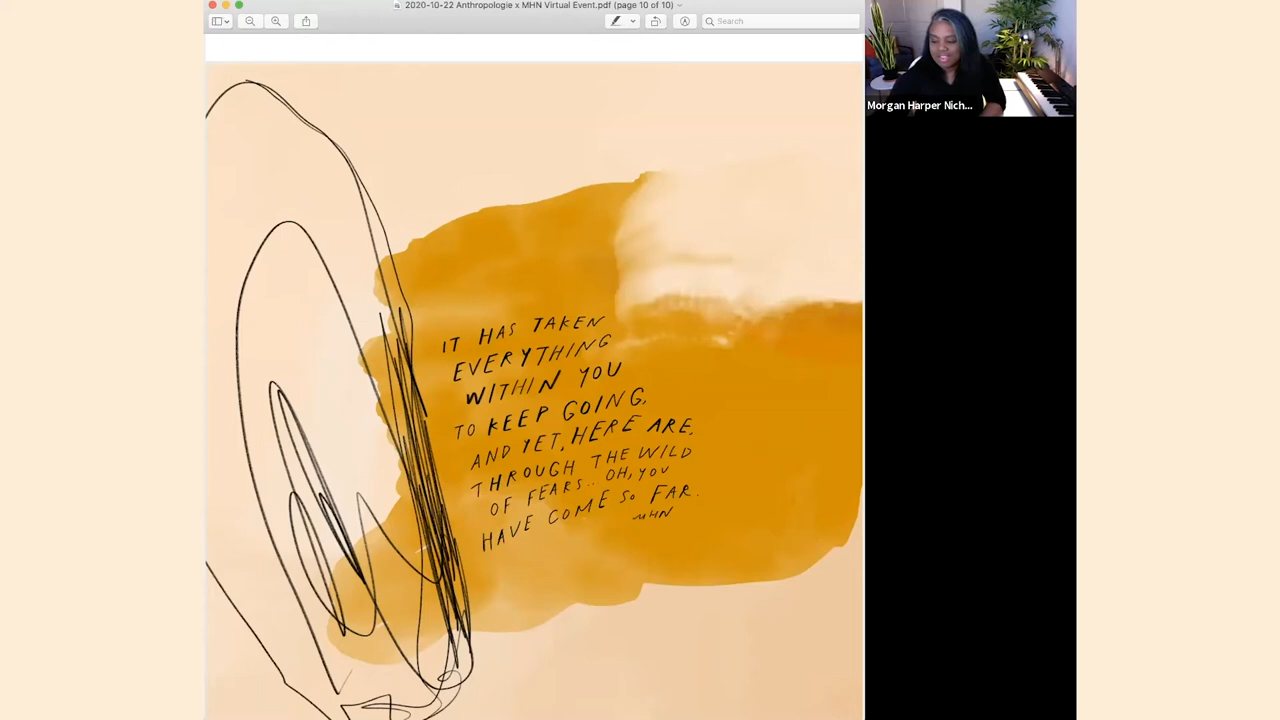 2020-10-22 Anthropologie x MHN Virtual Event.pdf (page 10 of 10)
Search
Morgan Harper Nich...
IT HAS TAKEN
EVERYTHING
WITHIN YOU
TO KEEP GOING,
AND YET, HERE ARE,
THROUGH THE WILD
OF FEARS.. OH, YOU
HAVE COME SO FAR.
MHN